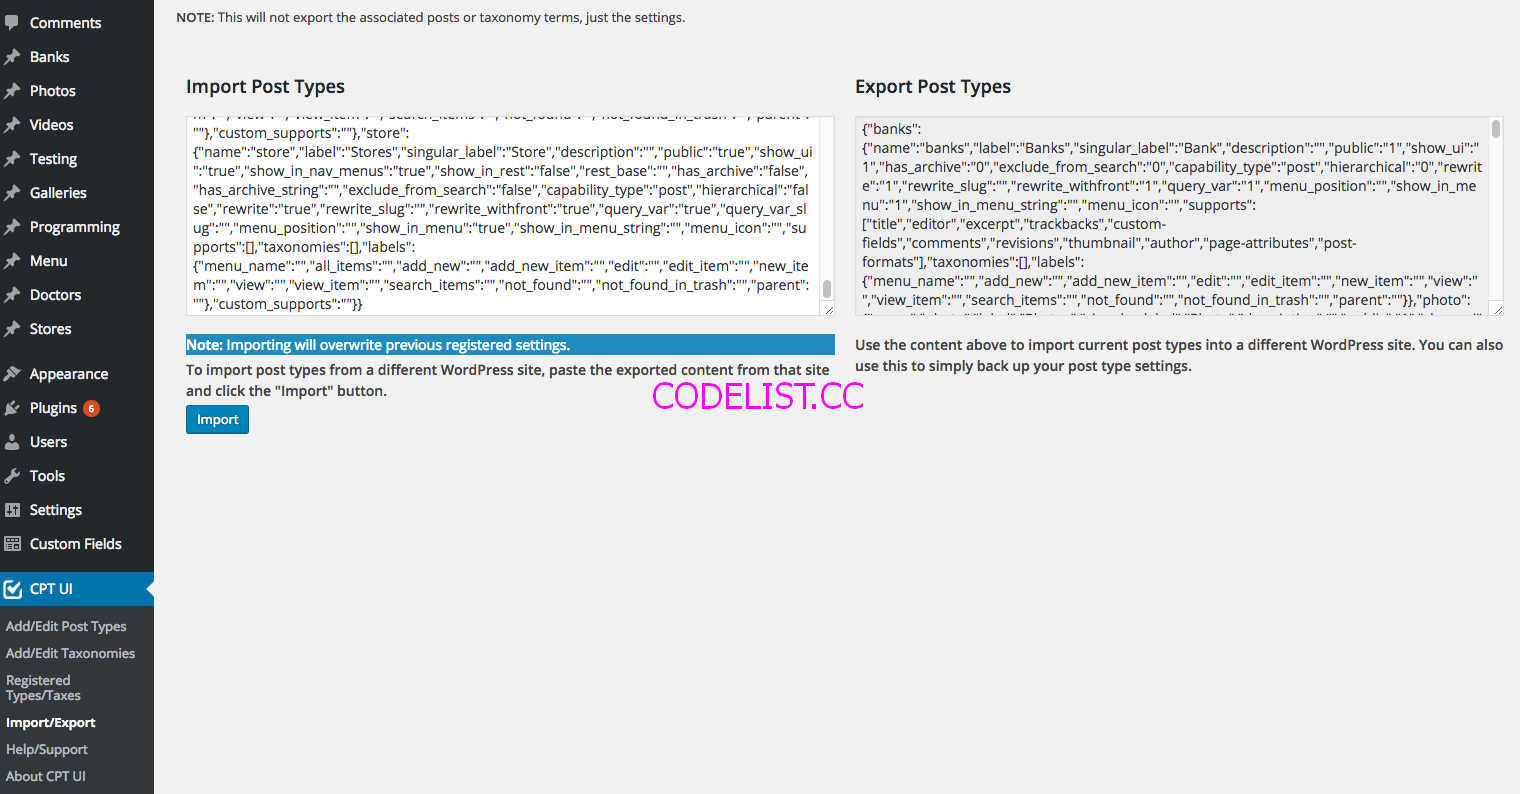 Comments
Banks
Photos
Videos
Testing
Galleries
Programming
Menu
Doctors
Stores
Appearance
Plugins 6
Users
Tools
Settings
Custom Fields
CPT UI
Add/Edit Post Types
Add/Edit Taxonomies
Registered
Types/Taxes
Import/Export
Help/Support
About CPT UI
NOTE: This will not export the associated posts or taxonomy terms, just the settings.
Import Post Types
""},"custom_supports":""},"store":
{"name":"store","label":"Stores","singular_label":"Store","description":"","public":"true","show_ui
":"true","show_in_nav_menus":"true","show_in_rest":"false","rest_base":"","has_archive":"false",
"has_archive_string":"","exclude_from_search":"false","capability_type":"post","hierarchical":"fal
se","rewrite":"true","rewrite_slug":"","rewrite_withfront":"true","query_var":"true","query_var_sl
ug":"","menu_position":"","show_in_menu":"true","show_in_menu_string":"","menu_icon":"","su
pports":[],"taxonomies":[],"labels":
{"menu_name":"","all_items":"","add_new":"","add_new_item":"","edit":"","edit_item":"","new_ite
m":"","view":"","view_item":"","search_items":"","not_found":"","not_found_in_trash":"","parent":
""},"custom_supports":""}}
Note: Importing will overwrite previous registered settings.
To import post types from a different WordPress site, paste the exported content from that site
and click the "Import" button.
Import
Export Post Types
{"banks":
{"name":"banks","label":"Banks","singular_label":"Bank","description":"","public":"1","show_ui":"
1","has_archive":"0","exclude_from_search":"0","capability_type":"post","hierarchical":"0","rewrit
e":"1","rewrite_slug":"","rewrite_withfront":"1","query_var":"1","menu_position":"","show_in_me
nu":"1","show_in_menu_string":"","menu_icon":"","supports":
["title","editor","excerpt","trackbacks","custom-
fields","comments","revisions","thumbnail","author","page-attributes","post-
formats"],"taxonomies":[],"labels":
{"menu_name":"","add_new":"","add_new_item":"","edit":"","edit_item":"","new_item":"","view":"
","view_item":"","search_items":"","not_found":"","not_found_in_trash":"","parent":""}},"photo":
Use the content above to import current post types into a different WordPress site. You can also
use this to simply back up your post type settings.
CODELIST.CC